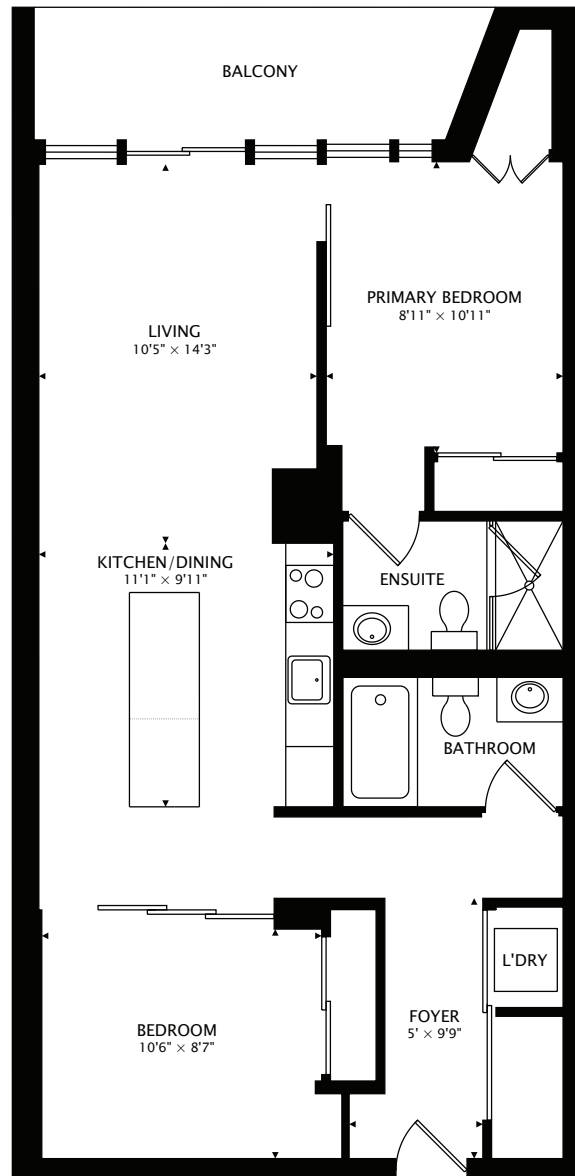 BALCONY
PRIMARY BEDROOM
8'11" × 10'11"
LIVING
10'5" × 14'3"
KITCHEN/DINING
11'1" × 9'11"
ENSUITE
BATHROOM
L'DRY
FOYER
5' × 9'9"
BEDROOM
10'6" × 8'7"